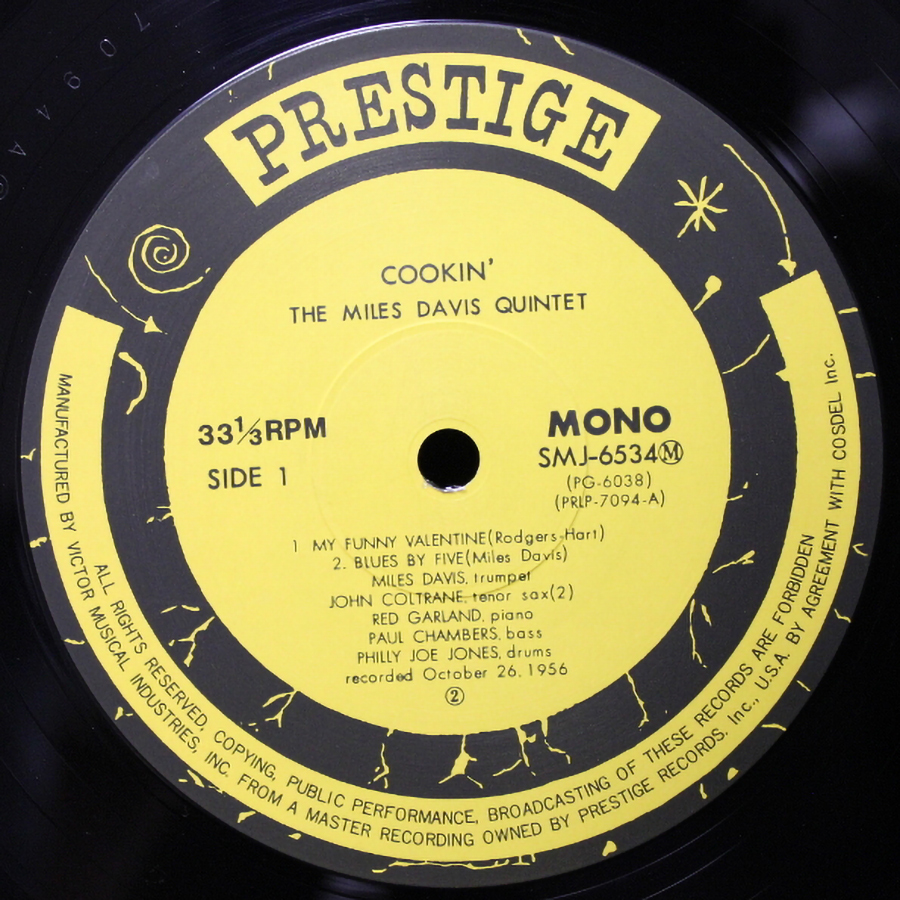 7094A
PRESTIGE
COOKIN'
THE MILES DAVIS QUINTET
33⅓RPM
SIDE 1
MONO
SMJ-6534Ⓜ
(PG-6038)
(PRLP-7094-A)
1 MY FUNNY VALENTINE(Rodgers-Hart)
2. BLUES BY FIVE(Miles Davis)
MILES DAVIS, trumpet
JOHN COLTRANE, tenor sax(2)
RED GARLAND, piano
PAUL CHAMBERS, bass
PHILLY JOE JONES, drums
recorded October 26. 1956
②
ALL RIGHTS RESERVED. COPYING, PUBLIC PERFORMANCE, BROADCASTING OF THESE RECORDS ARE FORBIDDEN
MANUFACTURED BY VICTOR MUSICAL INDUSTRIES, INC. FROM A MASTER RECORDING OWNED BY PRESTIGE RECORDS. Inc., U.S.A. BY AGREEMENT WITH COSDEL Inc.